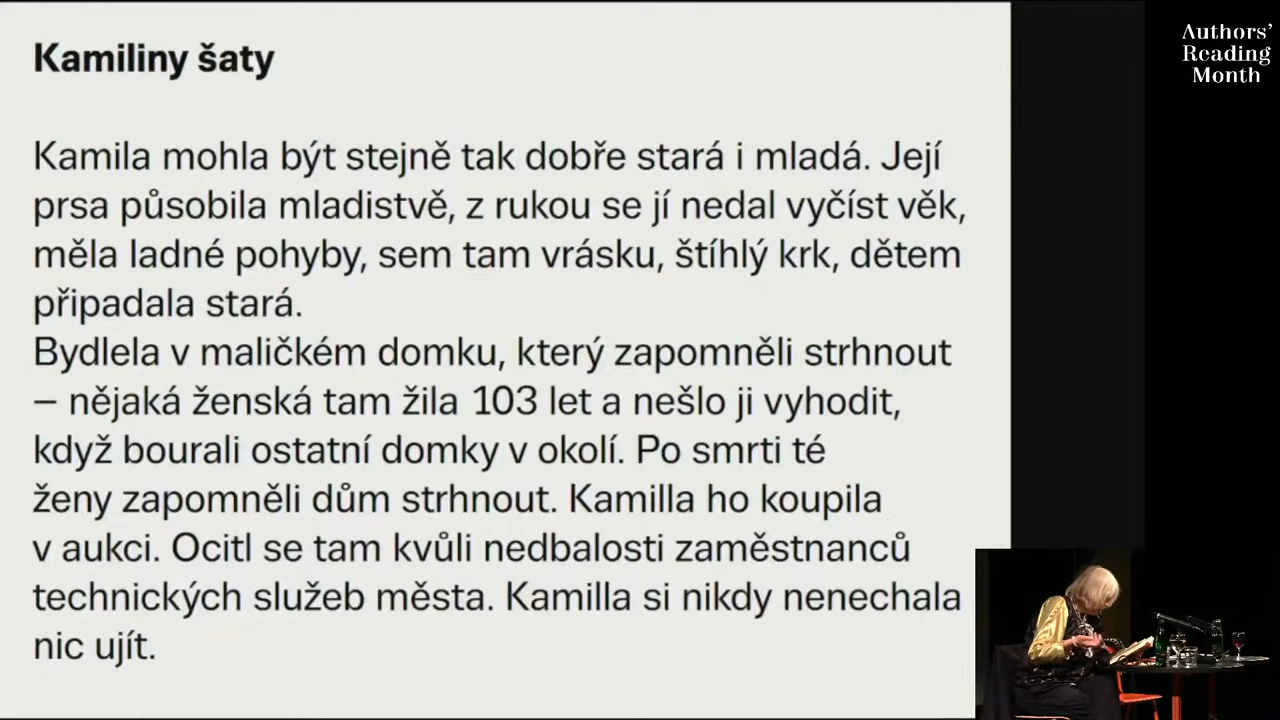 Kamiliny šaty
Kamila mohla být stejně tak dobře stará i mladá. Její
prsa působila mladistvě, z rukou se jí nedal vyčíst věk,
měla ladné pohyby, sem tam vrásku, štíhlý krk, dětem
připadala stará.
Bydlela v maličkém domku, který zapomněli strhnout
– nějaká ženská tam žila 103 let a nešlo ji vyhodit,
když bourali ostatní domky v okolí. Po smrti té
ženy zapomněli dům strhnout. Kamilla ho koupila
v aukci. Ocitl se tam kvůli nedbalosti zaměstnanců
technických služeb města. Kamilla si nikdy nenechala
nic ujít.
Authors’
Reading
Month